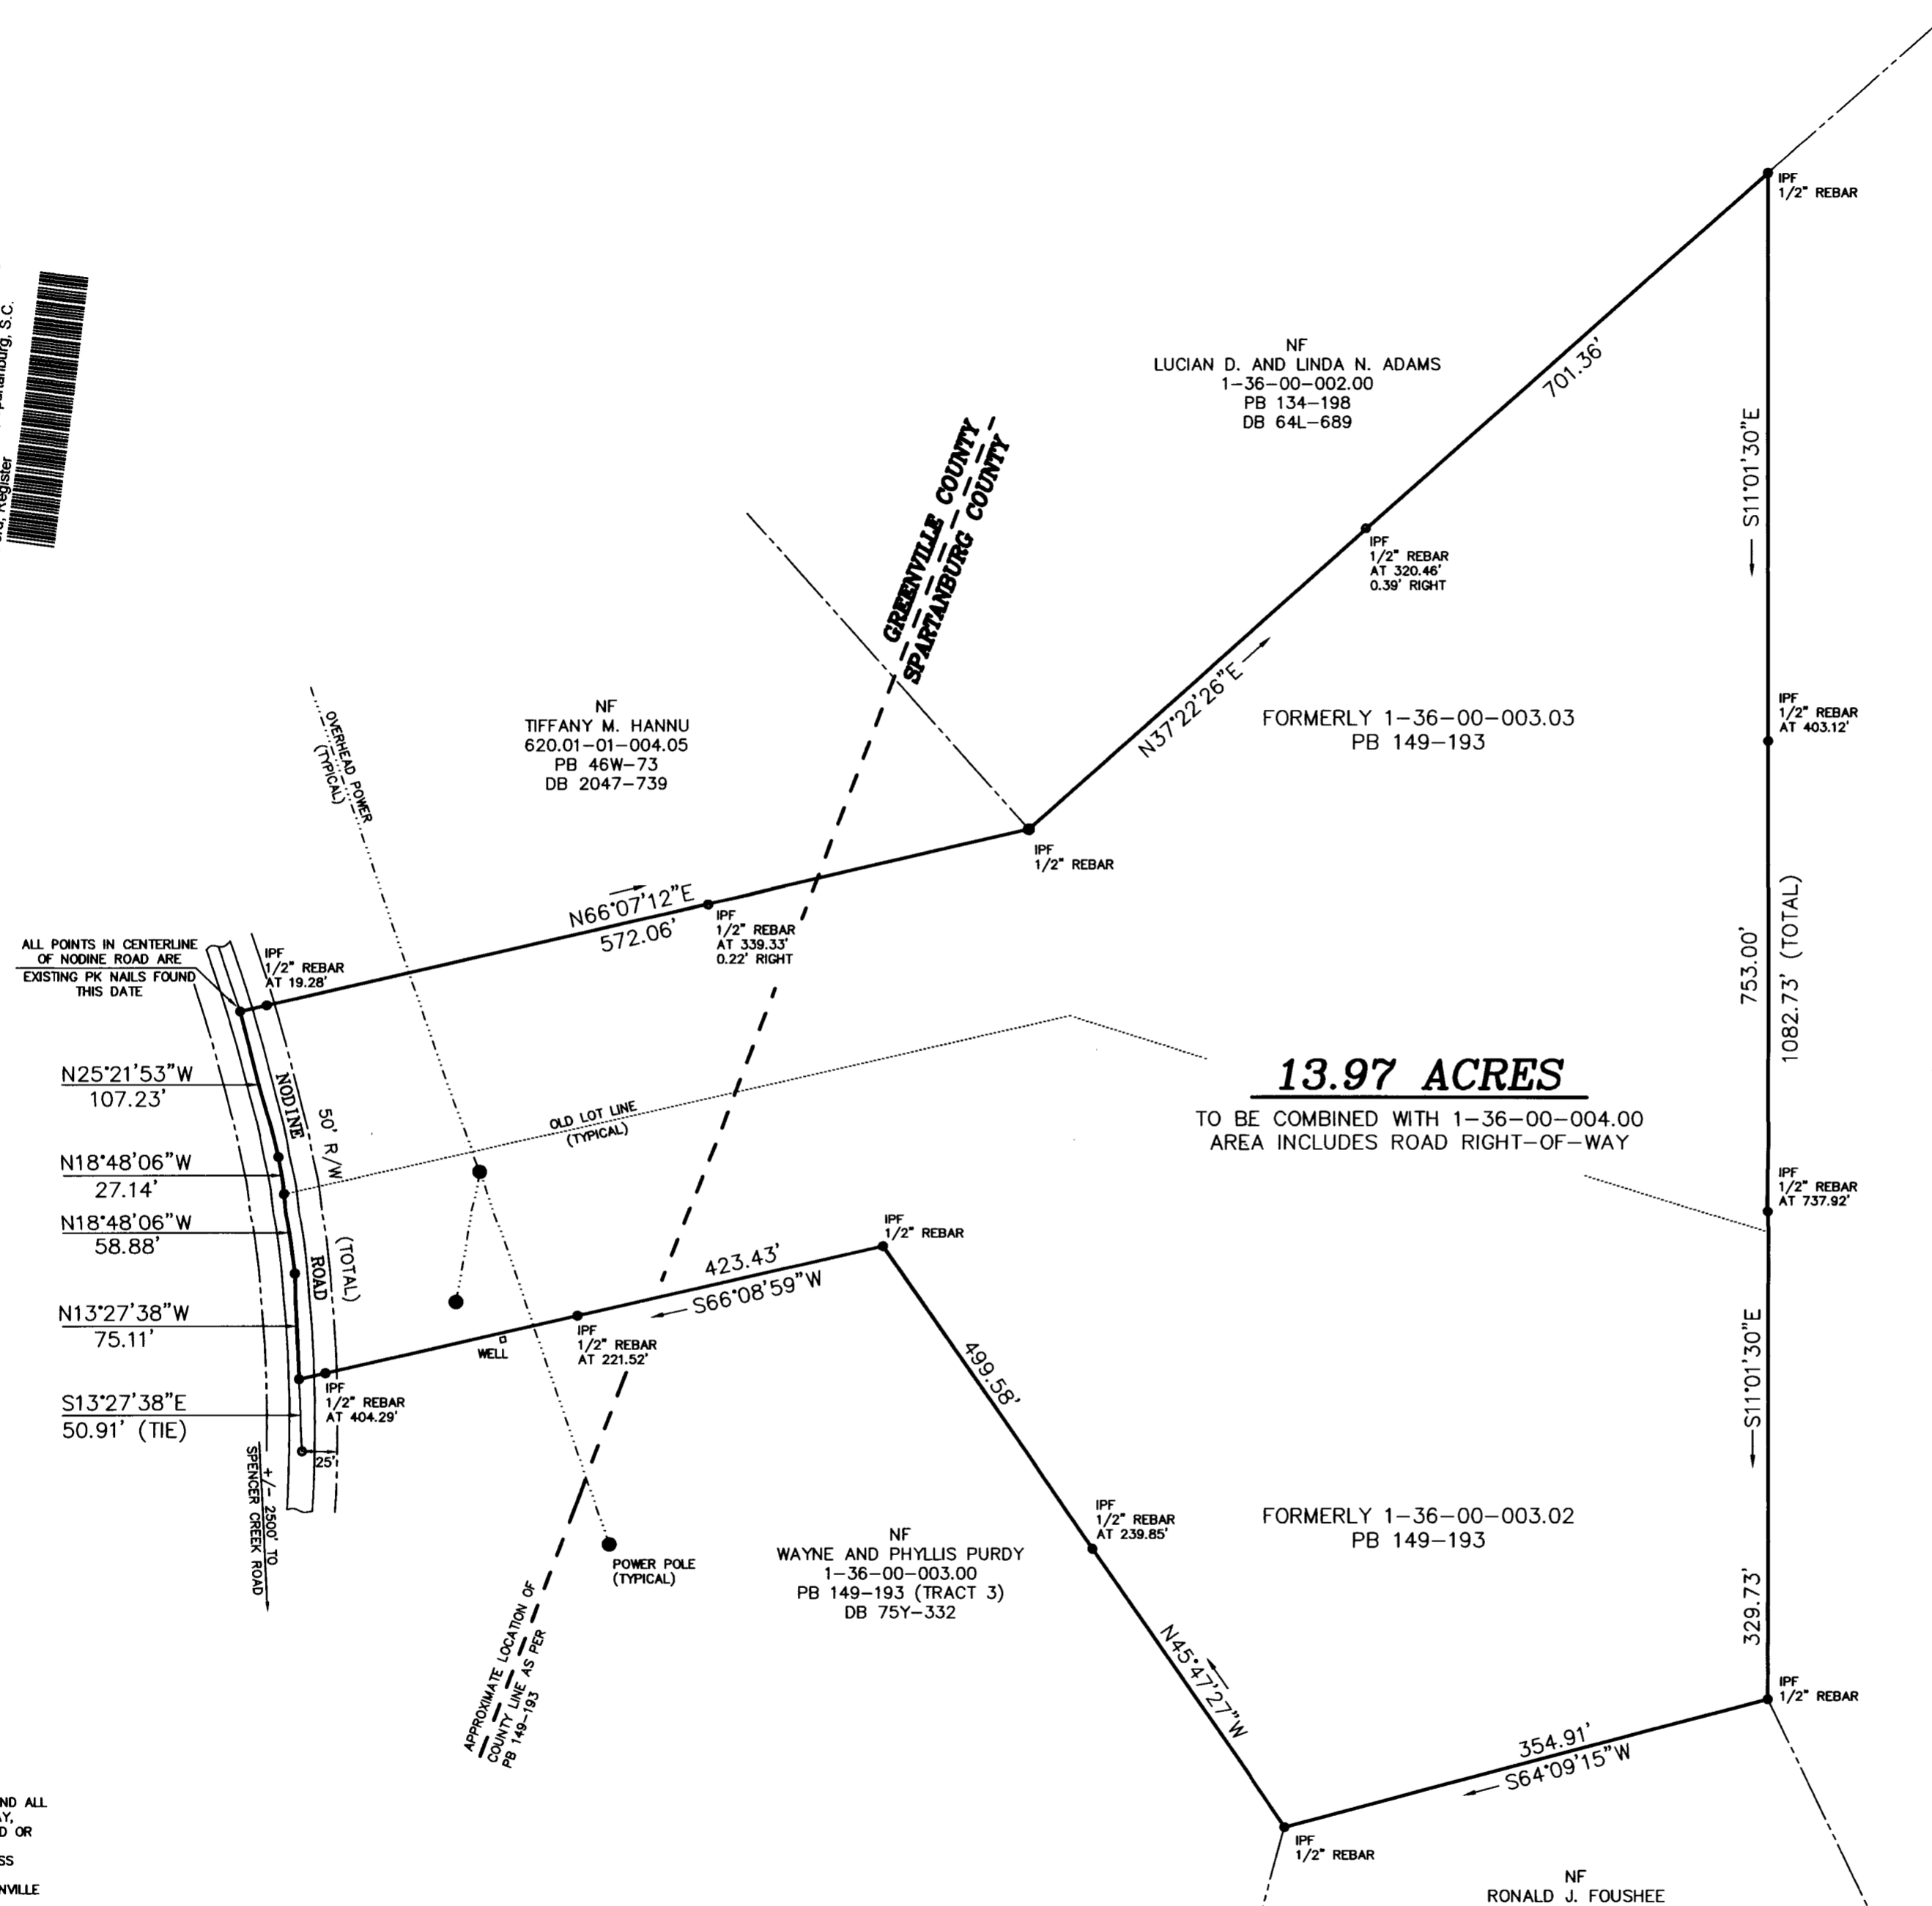 purtanburg, S.C.
Register
NF
LUCIAN D. AND LINDA N. ADAMS
1-36-00-002.00
PB 134-198
DB 64L-689
701.36'
N37°22'26"E
IPF
1/2" REBAR
IPF
1/2" REBAR
AT 320.46'
0.39' RIGHT
S11°01'30"E
GREENVILLE COUNTY
SPARTANBURG COUNTY
FORMERLY 1-36-00-003.03
PB 149-193
IPF
1/2" REBAR
AT 403.12'
NF
TIFFANY M. HANNU
620.01-01-004.05
PB 46W-73
DB 2047-739
OVERHEAD POWER
(TYPICAL)
IPF
1/2" REBAR
N66°07'12"E
572.06'
IPF
1/2" REBAR
AT 339.33'
0.22' RIGHT
753.00'
1082.73' (TOTAL)
ALL POINTS IN CENTERLINE
OF NODINE ROAD ARE
EXISTING PK NAILS FOUND
THIS DATE
IPF
1/2" REBAR
AT 19.28'
N25°21'53"W
107.23'
N18°48'06"W
27.14'
N18°48'06"W
58.88'
N13°27'38"W
75.11'
S13°27'38"E
50.91' (TIE)
NODINE
ROAD
50' R/W
(TOTAL)
OLD LOT LINE
(TYPICAL)
13.97 ACRES
TO BE COMBINED WITH 1-36-00-004.00
AREA INCLUDES ROAD RIGHT-OF-WAY
IPF
1/2" REBAR
AT 737.92'
IPF
1/2" REBAR
423.43'
S66°08'59"W
WELL
IPF
1/2" REBAR
AT 221.52'
IPF
1/2" REBAR
AT 404.29'
25'
+/- 2500' TO
SPENCER CREEK ROAD
499.58'
N45°47'27"W
IPF
1/2" REBAR
AT 239.85'
S11°01'30"E
329.73'
FORMERLY 1-36-00-003.02
PB 149-193
NF
WAYNE AND PHYLLIS PURDY
1-36-00-003.00
PB 149-193 (TRACT 3)
DB 75Y-332
POWER POLE
(TYPICAL)
APPROXIMATE LOCATION OF
COUNTY LINE AS PER
PB 149-193
IPF
1/2" REBAR
354.91'
S64°09'15"W
IPF
1/2" REBAR
NF
RONALD J. FOUSHEE
ND ALL
Y,
D OR
SS
NVILLE